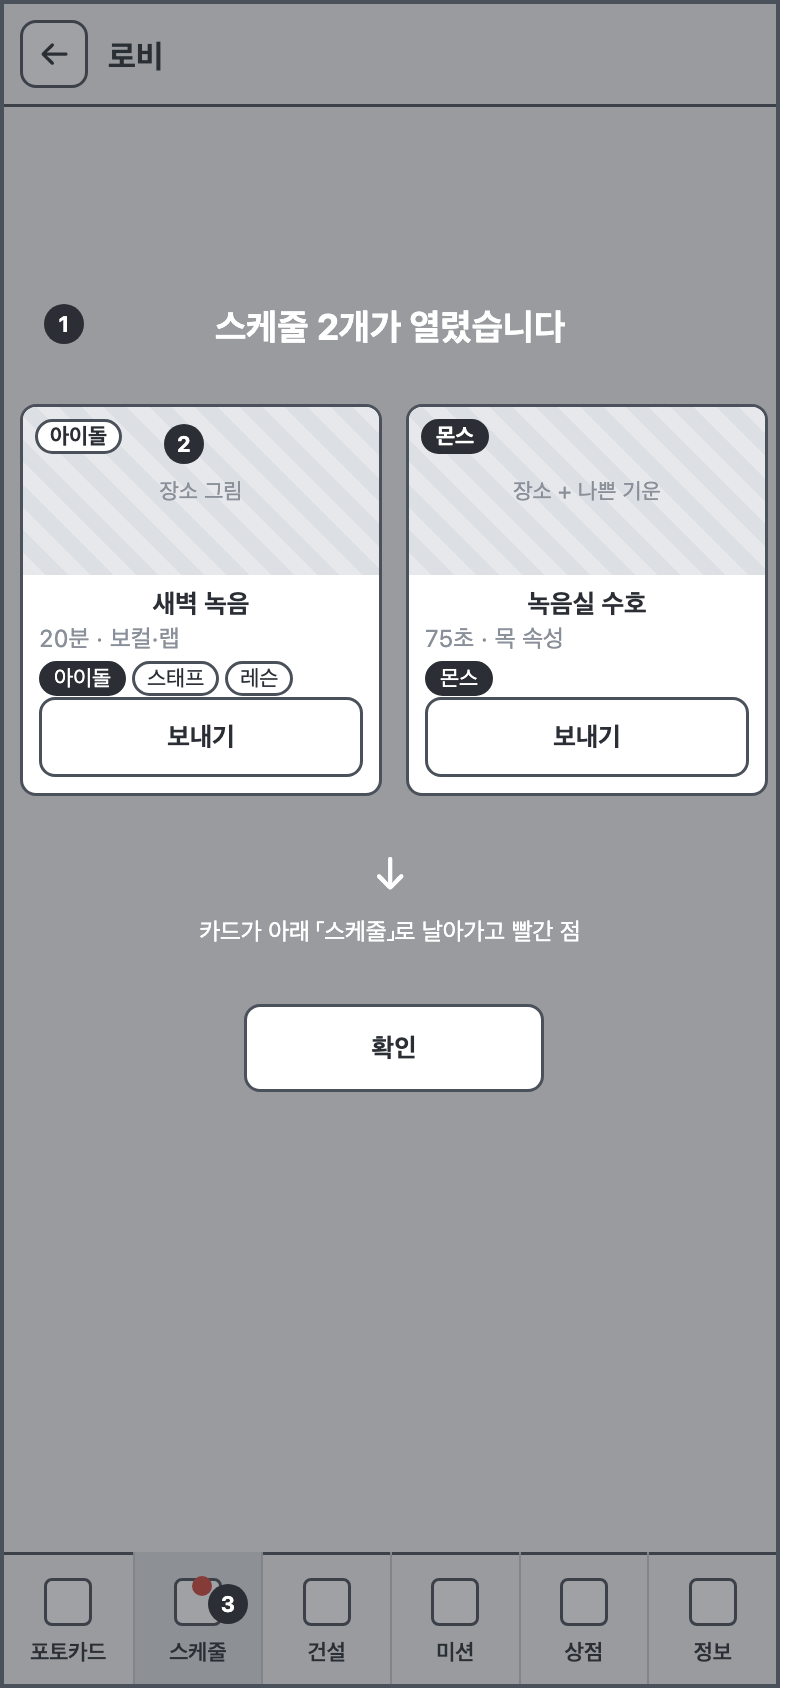 로비
1
스케줄 2개가 열렸습니다
아이돌
2
장소 그림
새벽 녹음
20분 · 보컬·랩
아이돌 스태프 레슨
보내기
몬스
장소 + 나쁜 기운
녹음실 수호
75초 · 목 속성
몬스
보내기
카드가 아래 「스케줄」로 날아가고 빨간 점
확인
3
포토카드 스케줄 건설 미션 상점 정보